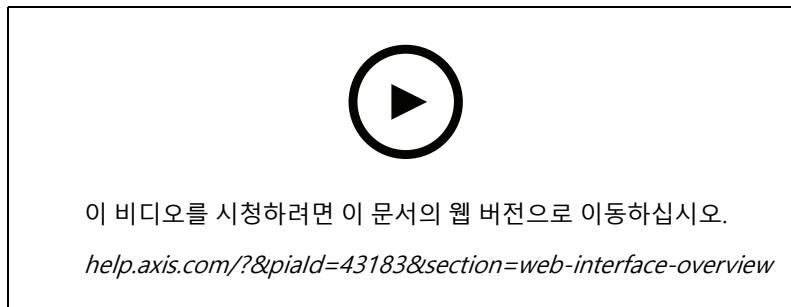 이 비디오를 시청하려면 이 문서의 웹 버전으로 이동하십시오.
help.axis.com/?&piaId=43183&section=web-interface-overview